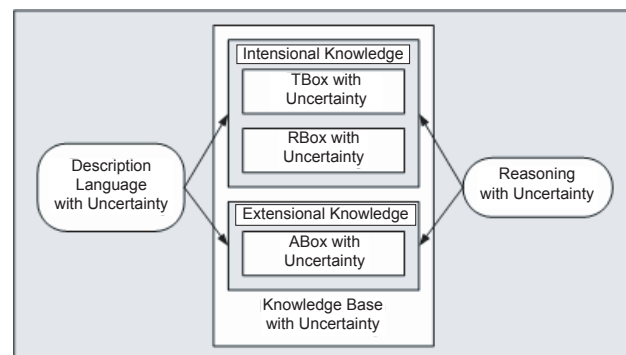 Intensional Knowledge
TBox with
Uncertainty
RBox with
Uncertainty
Description
Language
with Uncertainty
Reasoning
with Uncertainty
Extensional Knowledge
ABox with
Uncertainty
Knowledge Base
with Uncertainty